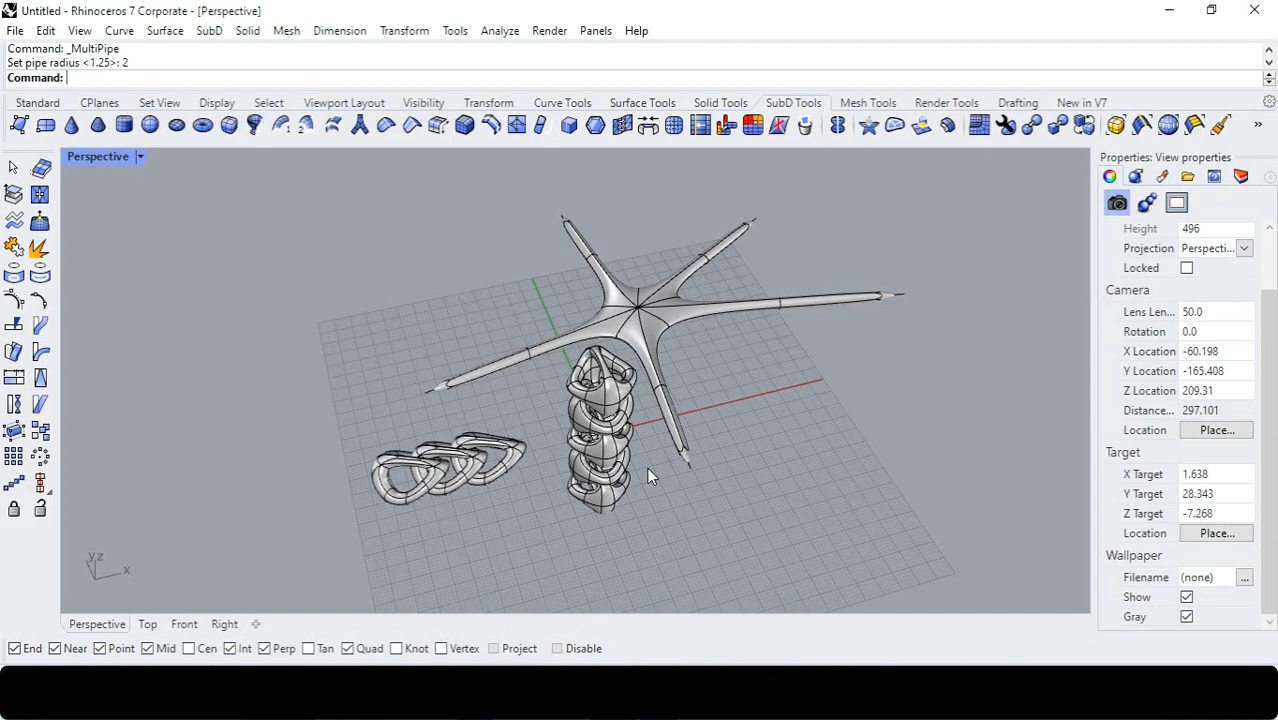 Untitled - Rhinoceros 7 Corporate - [Perspective]
File Edit View Curve Surface SubD Solid Mesh Dimension Transform Tools Analyze Render Panels Help
Command: _MultiPipe
Set pipe radius <1.25>: 2
Command:
Standard CPlanes Set View Display Select Viewport Layout Visibility Transform Curve Tools Surface Tools Solid Tools SubD Tools Mesh Tools Render Tools Drafting New in V7
Perspective
Properties: View properties
Height 496
Projection Perspecti...
Locked
Camera
Lens Len... 50.0
Rotation 0.0
X Location -60.198
Y Location -165.408
Z Location 209.31
Distance... 297.101
Location Place...
Target
X Target 1.638
Y Target 28.343
Z Target -7.268
Location Place...
Wallpaper
Filename (none) ...
Show
Gray
y z x
Perspective Top Front Right
End Near Point Mid Cen Int Perp Tan Quad Knot Vertex Project Disable